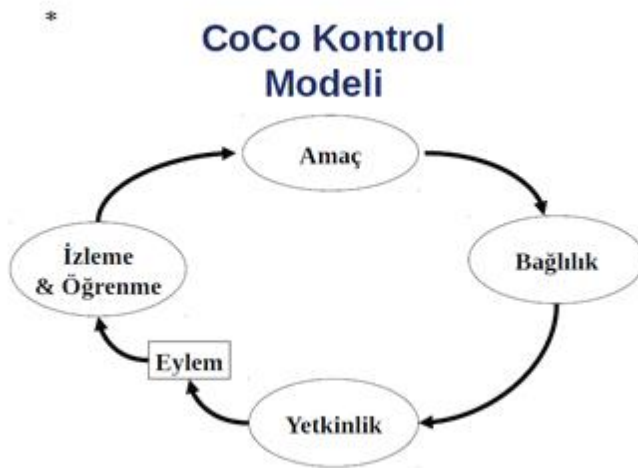 *
CoCo Kontrol
Modeli
Amaç
Bağlılık
Yetkinlik
Eylem
İzleme
& Öğrenme